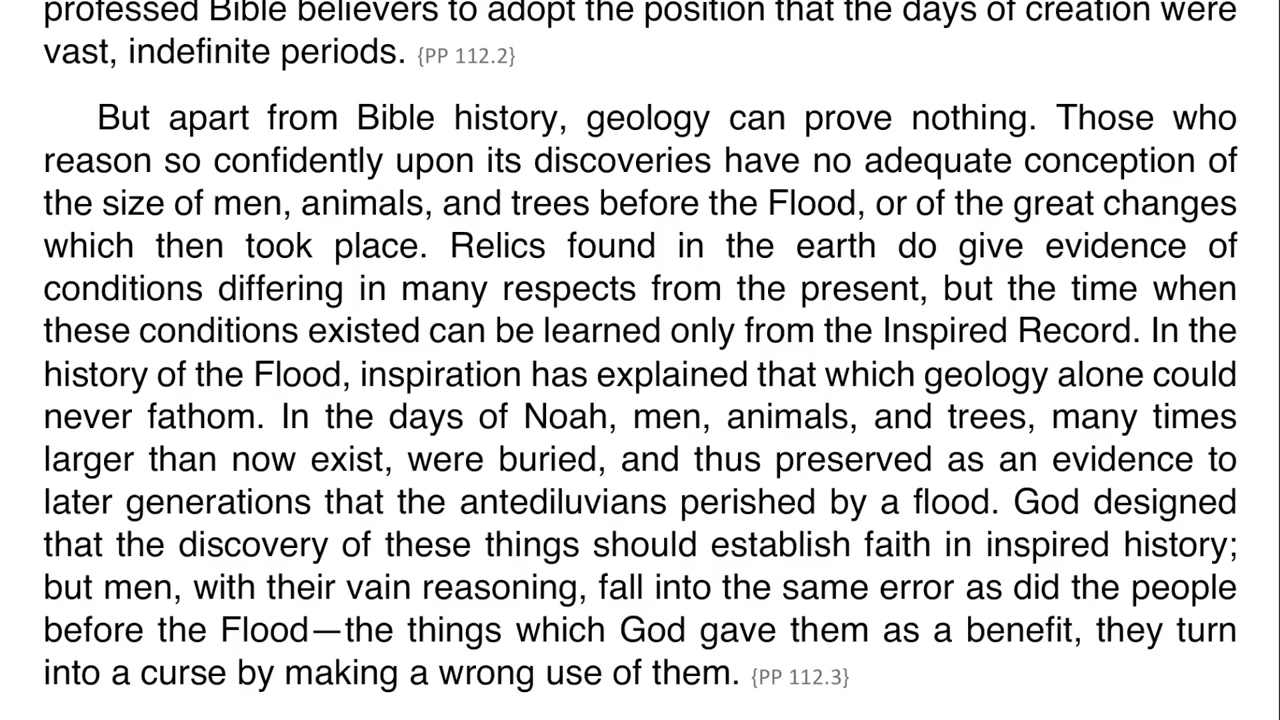 professed Bible believers to adopt the position that the days of creation were
vast, indefinite periods. {PP 112.2}
But apart from Bible history, geology can prove nothing. Those who
reason so confidently upon its discoveries have no adequate conception of
the size of men, animals, and trees before the Flood, or of the great changes
which then took place. Relics found in the earth do give evidence of
conditions differing in many respects from the present, but the time when
these conditions existed can be learned only from the Inspired Record. In the
history of the Flood, inspiration has explained that which geology alone could
never fathom. In the days of Noah, men, animals, and trees, many times
larger than now exist, were buried, and thus preserved as an evidence to
later generations that the antediluvians perished by a flood. God designed
that the discovery of these things should establish faith in inspired history;
but men, with their vain reasoning, fall into the same error as did the people
before the Flood—the things which God gave them as a benefit, they turn
into a curse by making a wrong use of them. {PP 112.3}